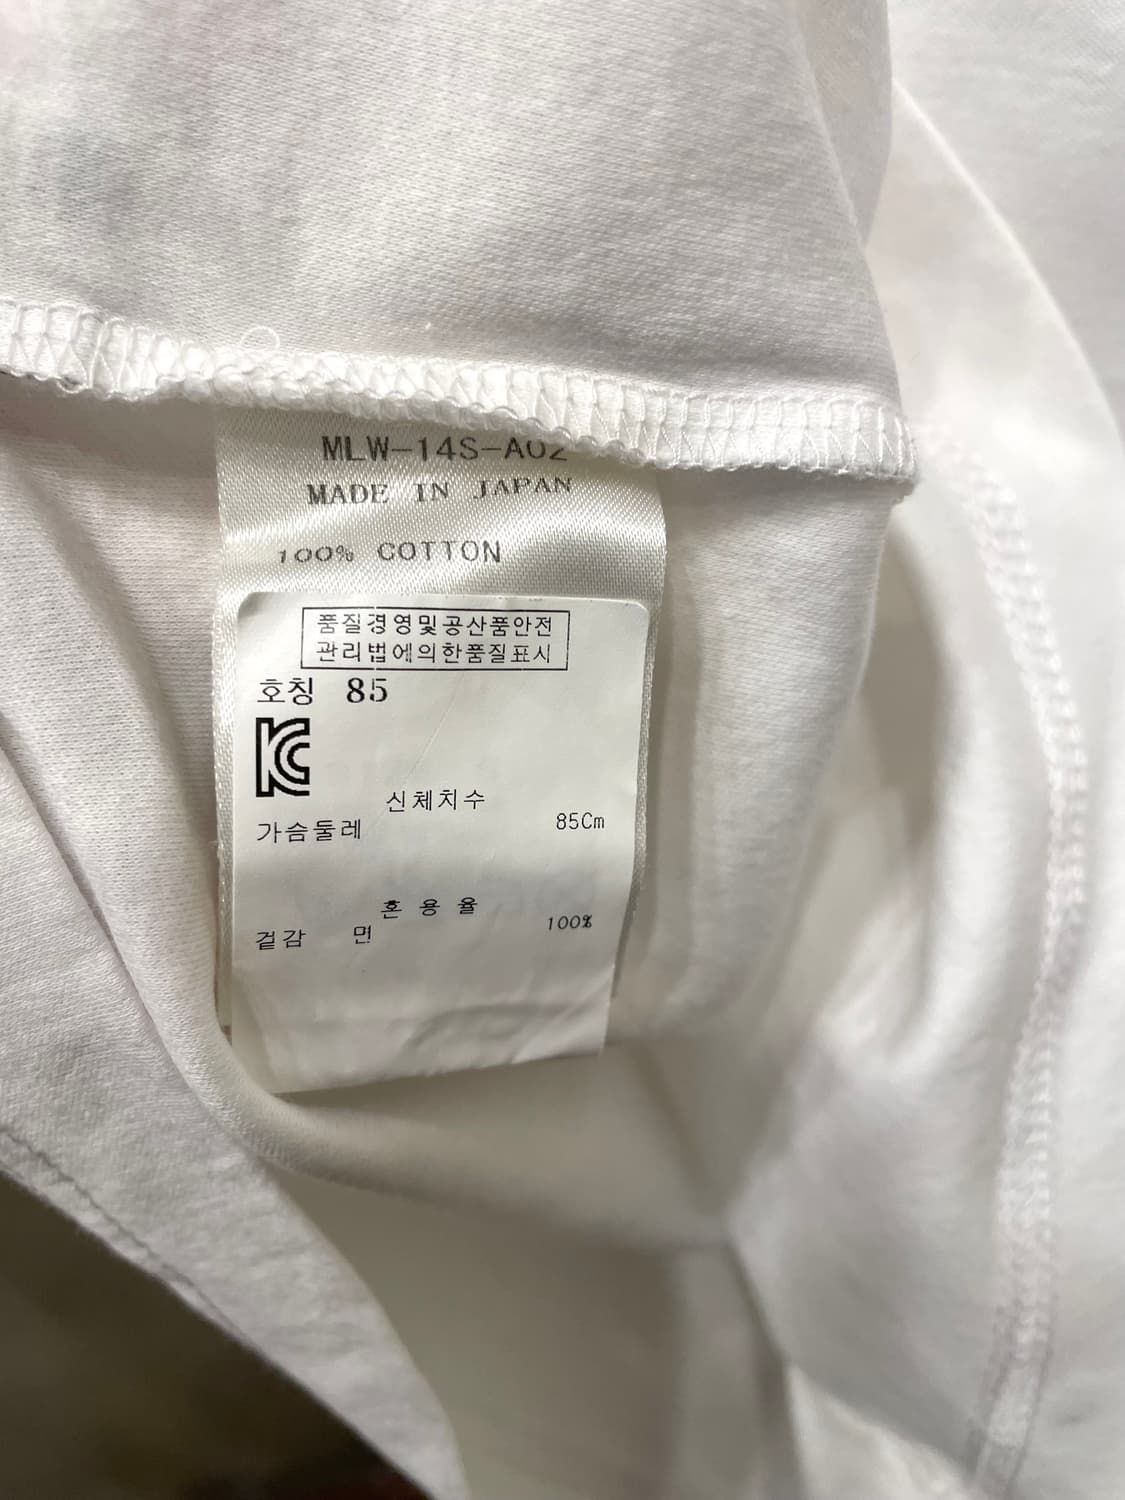 MLW-14S-A02
MADE IN JAPAN
100% COTTON
품질경영및공산품안전
관리법에의한품질표시
호칭 85
KC
신체치수
가슴둘레 85Cm
혼용율
겉감 면 100%